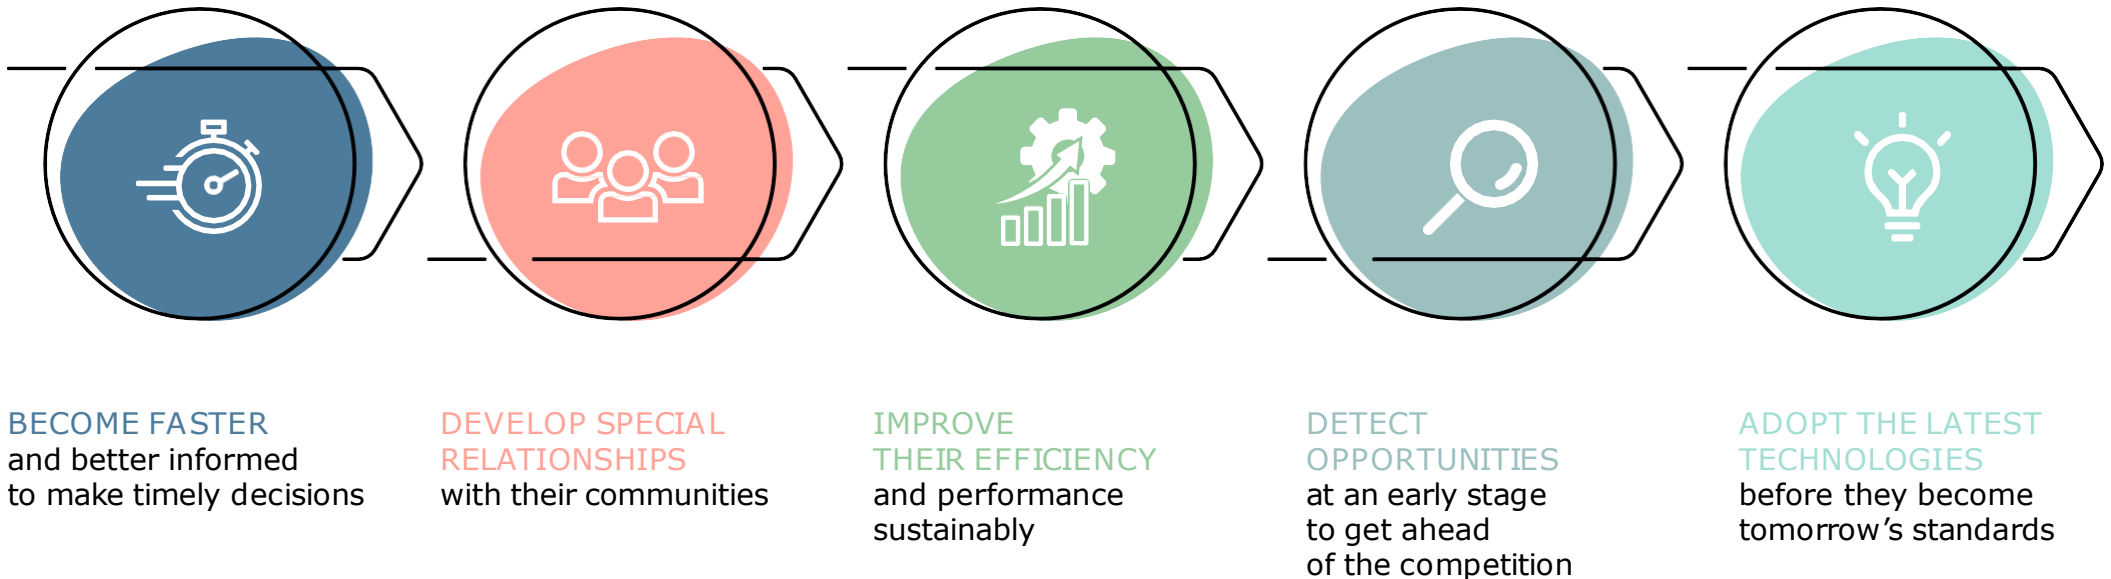 BECOME FASTER
and better informed
to make timely decisions
DEVELOP SPECIAL
RELATIONSHIPS
with their communities
IMPROVE
THEIR EFFICIENCY
and performance
sustainably
DETECT
OPPORTUNITIES
at an early stage
to get ahead
of the competition
ADOPT THE LATEST
TECHNOLOGIES
before they become
tomorrow’s standards